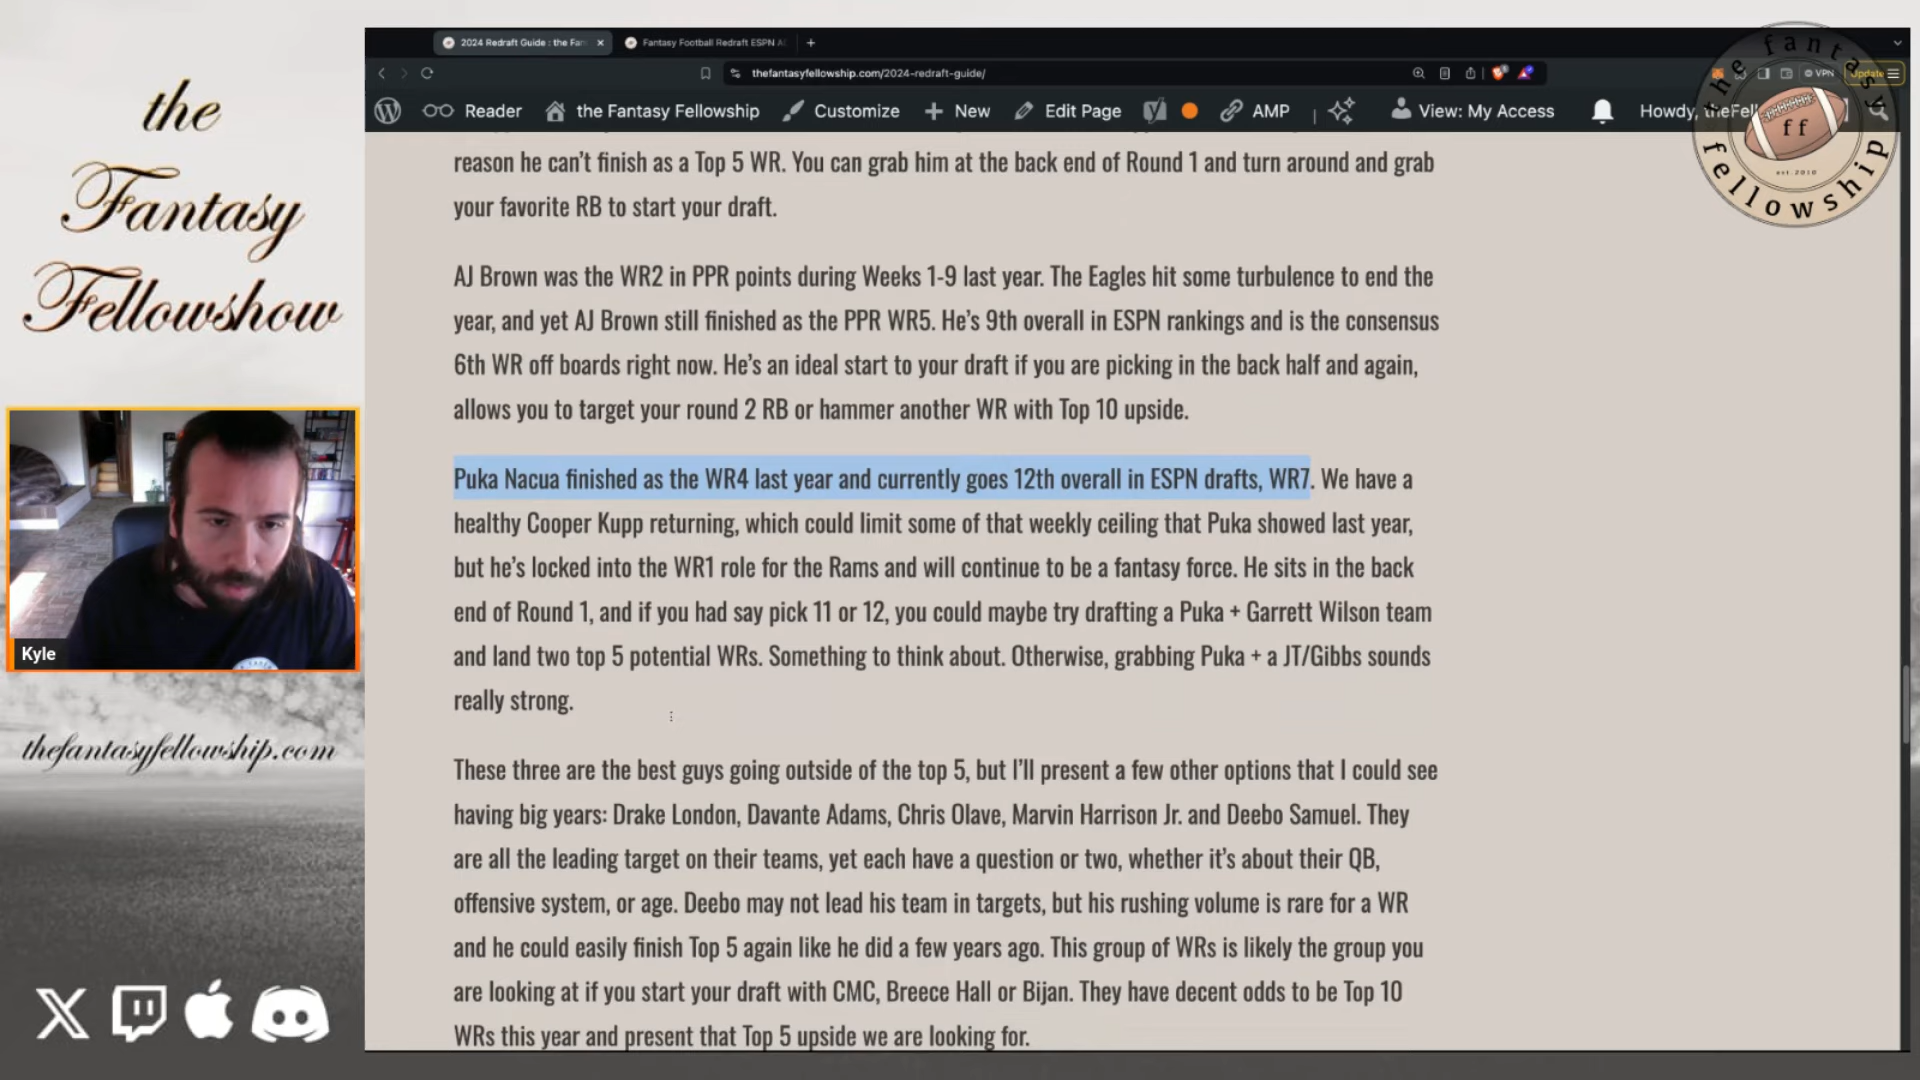 the
Fantasy
Fellowshow
Kyle
thefantasyfellowship.com
2024 Redraft Guide : the Fan
Fantasy Football Redraft ESPN A
thefantasyfellowship.com/2024-redraft-guide/
VPN
Update
Reader
the Fantasy Fellowship
Customize
New
Edit Page
AMP
View: My Access
Howdy, theFel
the fantasy fellowship
ff
est. 2010
reason he can't finish as a Top 5 WR. You can grab him at the back end of Round 1 and turn around and grab
your favorite RB to start your draft.
AJ Brown was the WR2 in PPR points during Weeks 1-9 last year. The Eagles hit some turbulence to end the
year, and yet AJ Brown still finished as the PPR WR5. He's 9th overall in ESPN rankings and is the consensus
6th WR off boards right now. He's an ideal start to your draft if you are picking in the back half and again,
allows you to target your round 2 RB or hammer another WR with Top 10 upside.
Puka Nacua finished as the WR4 last year and currently goes 12th overall in ESPN drafts, WR7. We have a
healthy Cooper Kupp returning, which could limit some of that weekly ceiling that Puka showed last year,
but he's locked into the WR1 role for the Rams and will continue to be a fantasy force. He sits in the back
end of Round 1, and if you had say pick 11 or 12, you could maybe try drafting a Puka + Garrett Wilson team
and land two top 5 potential WRs. Something to think about. Otherwise, grabbing Puka + a JT/Gibbs sounds
really strong.
These three are the best guys going outside of the top 5, but I'll present a few other options that I could see
having big years: Drake London, Davante Adams, Chris Olave, Marvin Harrison Jr. and Deebo Samuel. They
are all the leading target on their teams, yet each have a question or two, whether it's about their QB,
offensive system, or age. Deebo may not lead his team in targets, but his rushing volume is rare for a WR
and he could easily finish Top 5 again like he did a few years ago. This group of WRs is likely the group you
are looking at if you start your draft with CMC, Breece Hall or Bijan. They have decent odds to be Top 10
WRs this year and present that Top 5 upside we are looking for.